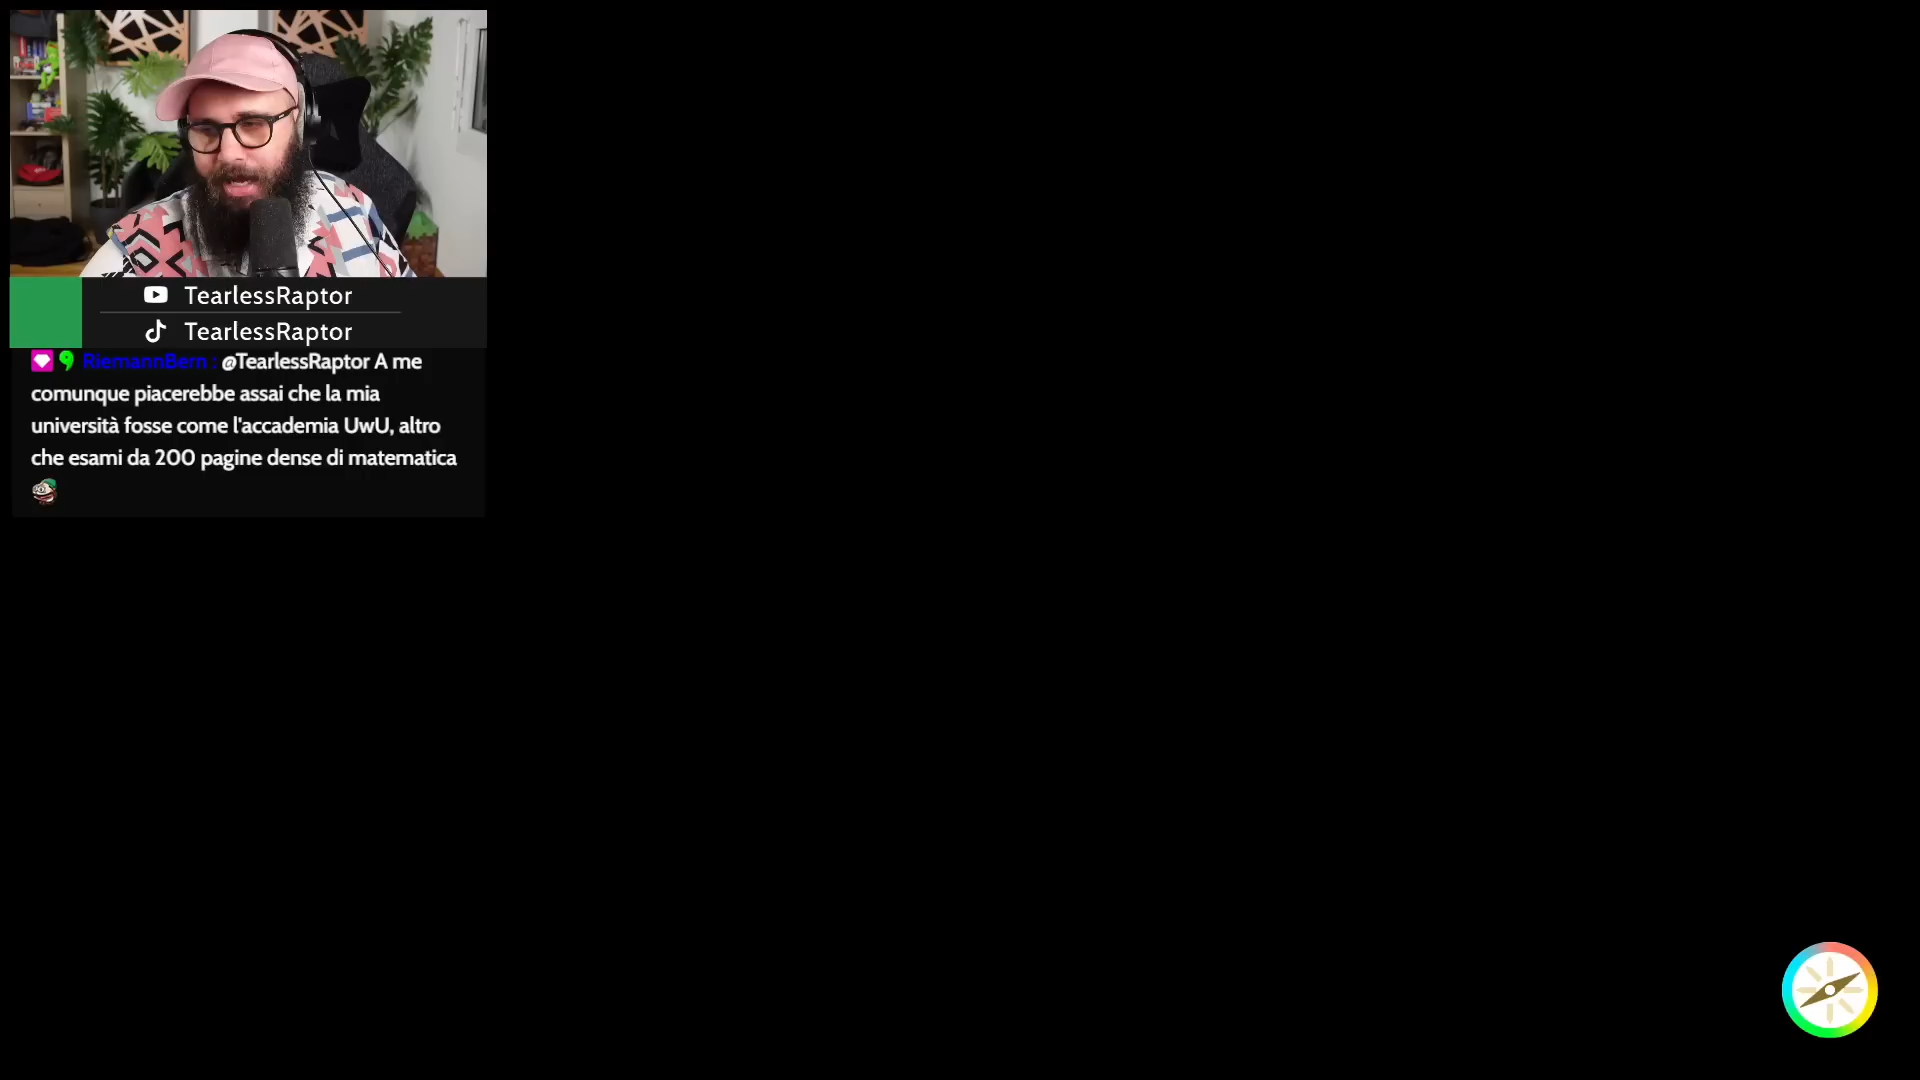 TearlessRaptor
TearlessRaptor
RiemannBern : @TearlessRaptor A me
comunque piacerebbe assai che la mia
università fosse come l'accademia UwU, altro
che esami da 200 pagine dense di matematica